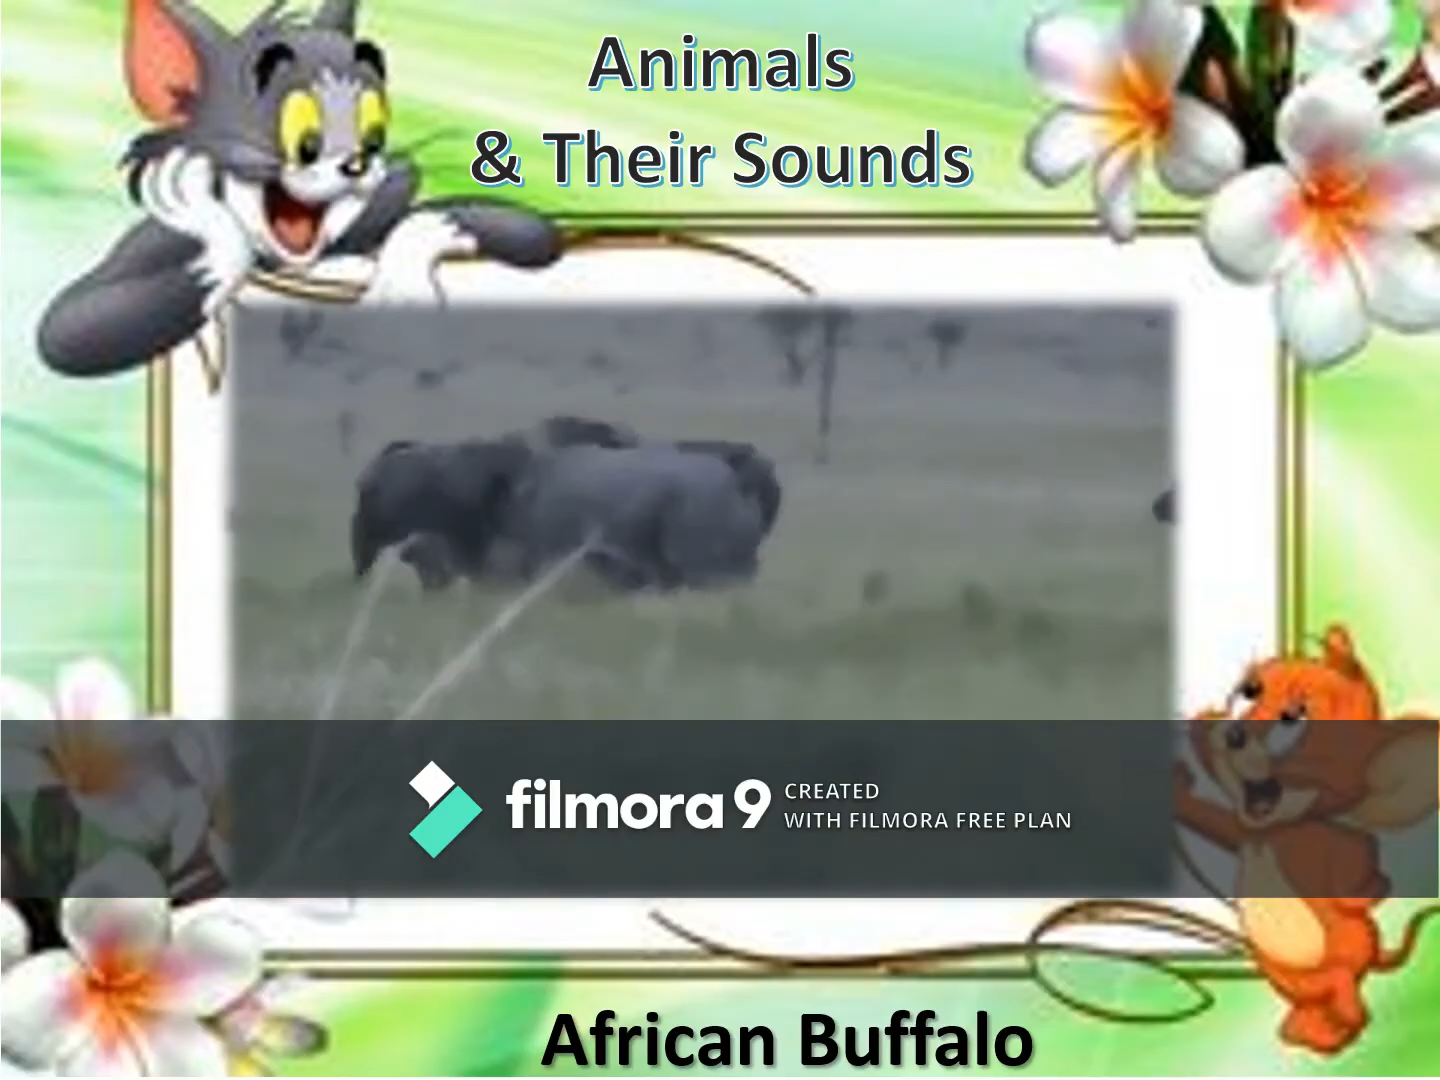 Animals
& Their Sounds
filmora 9 CREATED
WITH FILMORA FREE PLAN
African Buffalo